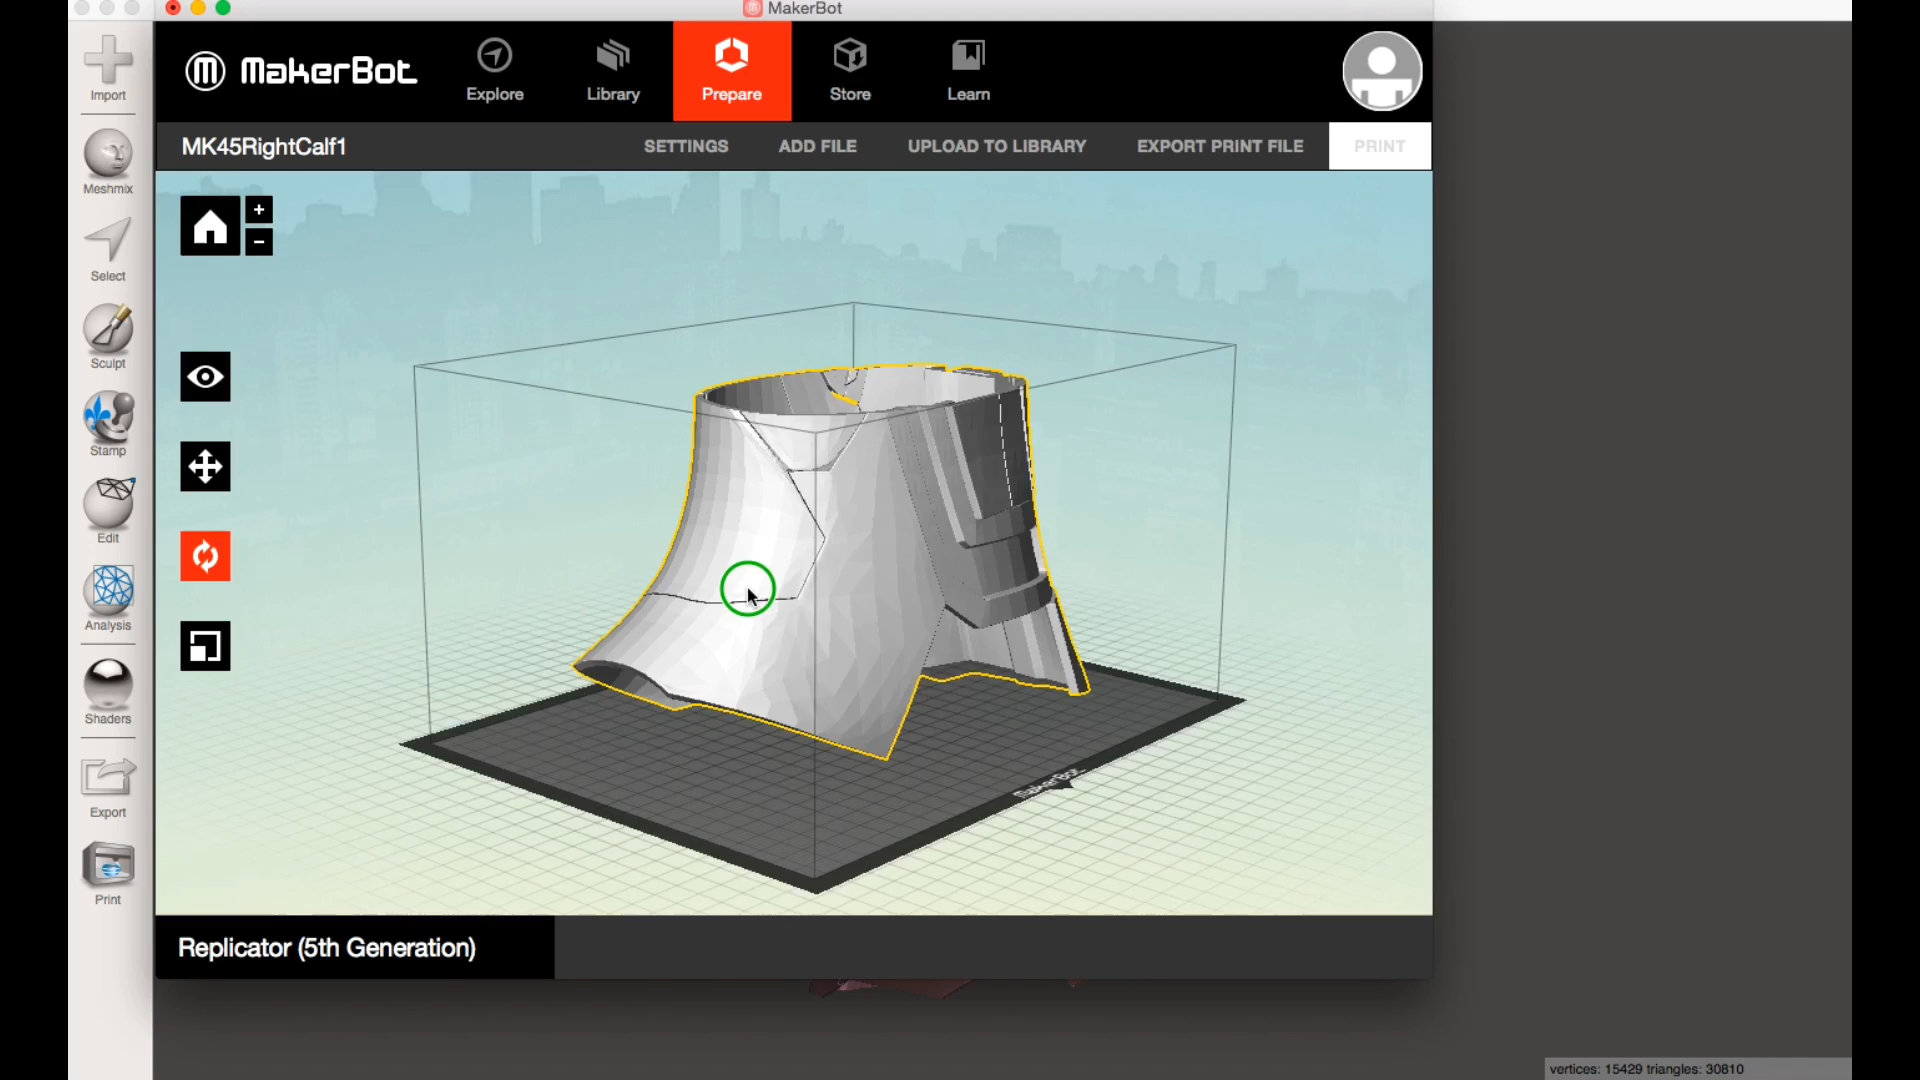 MakerBot
Import
Meshmix
Select
Sculpt
Stamp
Edit
Analysis
Shaders
Export
Print
MakerBot
Explore
Library
Prepare
Store
Learn
MK45RightCalf1
SETTINGS
ADD FILE
UPLOAD TO LIBRARY
EXPORT PRINT FILE
PRINT
MakerBot
Replicator (5th Generation)
vertices: 15429 triangles: 30810